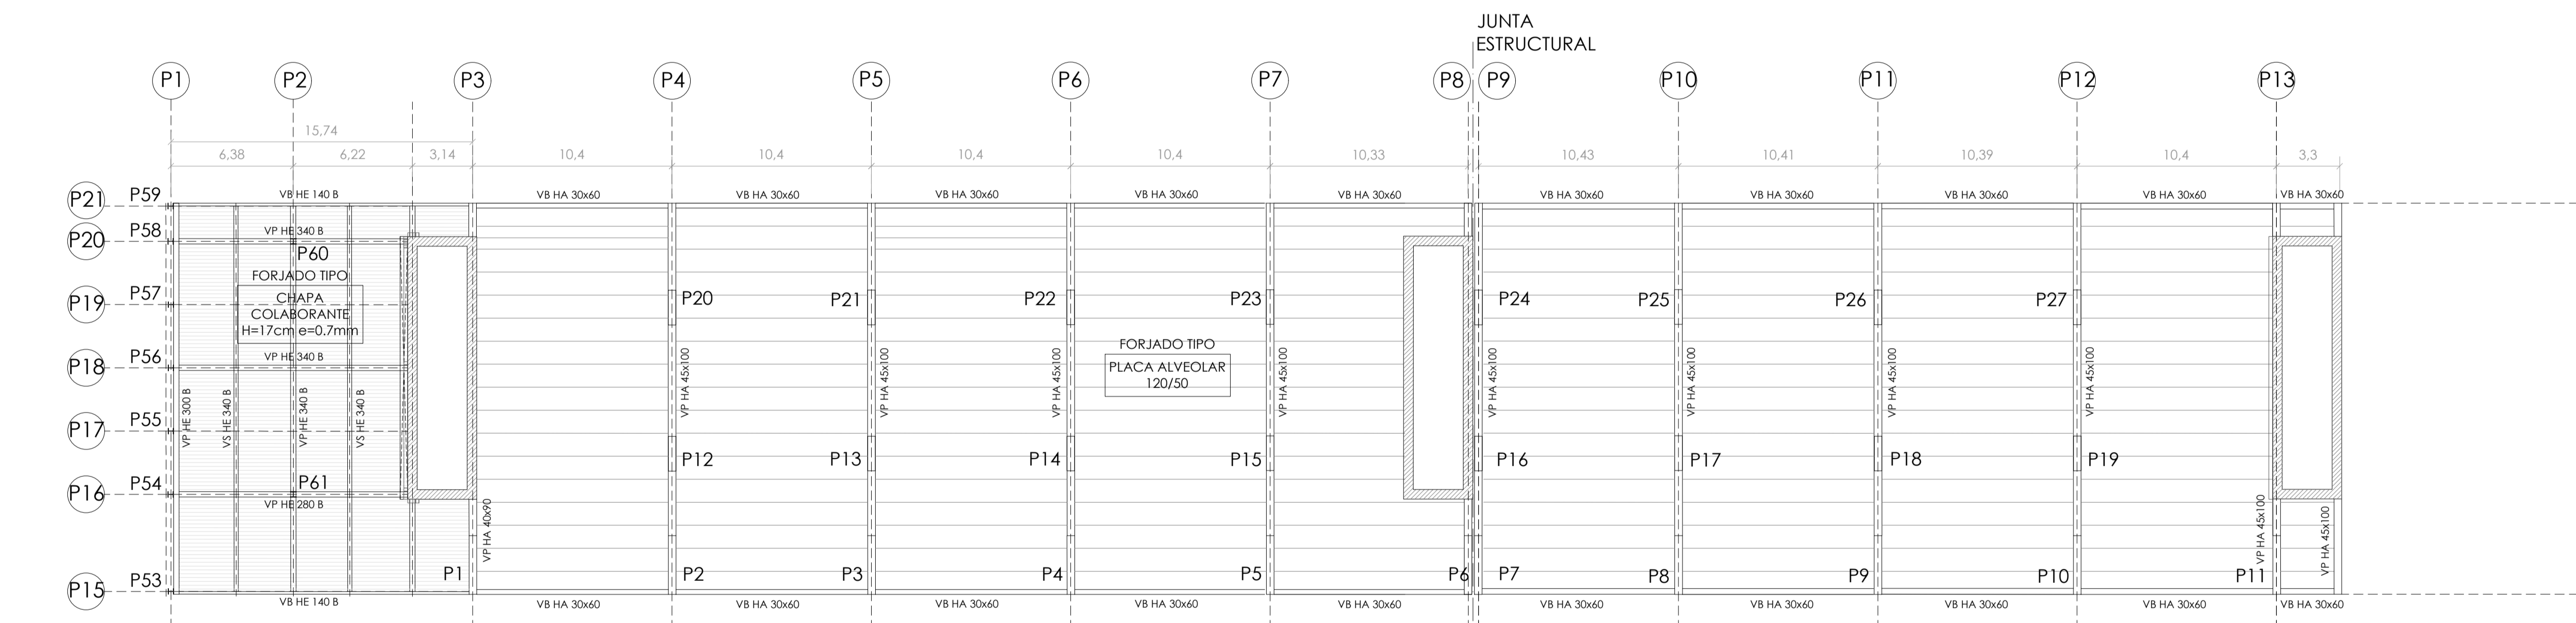 JUNTA
ESTRUCTURAL
P1 P2 P3 P4 P5 P6 P7 P8 P9 P10 P11 P12 P13
15,74
6,38 6,22 3,14 10,4 10,4 10,4 10,4 10,33 10,43 10,41 10,39 10,4 3,3
P21 P59 VB HE 140 B VB HA 30x60 VB HA 30x60 VB HA 30x60 VB HA 30x60 VB HA 30x60 VB HA 30x60 VB HA 30x60 VB HA 30x60 VB HA 30x60 VB HA 30x60
P20 P58 VP HE 340 B
P60
FORJADO TIPO
CHAPA
COLABORANTE
H=17cm e=0.7mm
P19 P57 P20 P21 P22 P23 P24 P25 P26 P27
FORJADO TIPO
PLACA ALVEOLAR
120/50
P18 P56 VP HE 340 B
VP HA 45x100 VP HA 45x100 VP HA 45x100 VP HA 45x100 VP HA 45x100 VP HA 45x100 VP HA 45x100 VP HA 45x100
VP HE 300 B VS HE 340 B VP HE 340 B VS HE 340 B
P17 P55
P12 P13 P14 P15 P16 P17 P18 P19
P16 P54 P61
VP HE 280 B
VP HA 40x90 VP HA 45x100 VP HA 45x100
P15 P53 P1 P2 P3 P4 P5 P6 P7 P8 P9 P10 P11
VB HE 140 B VB HA 30x60 VB HA 30x60 VB HA 30x60 VB HA 30x60 VB HA 30x60 VB HA 30x60 VB HA 30x60 VB HA 30x60 VB HA 30x60 VB HA 30x60